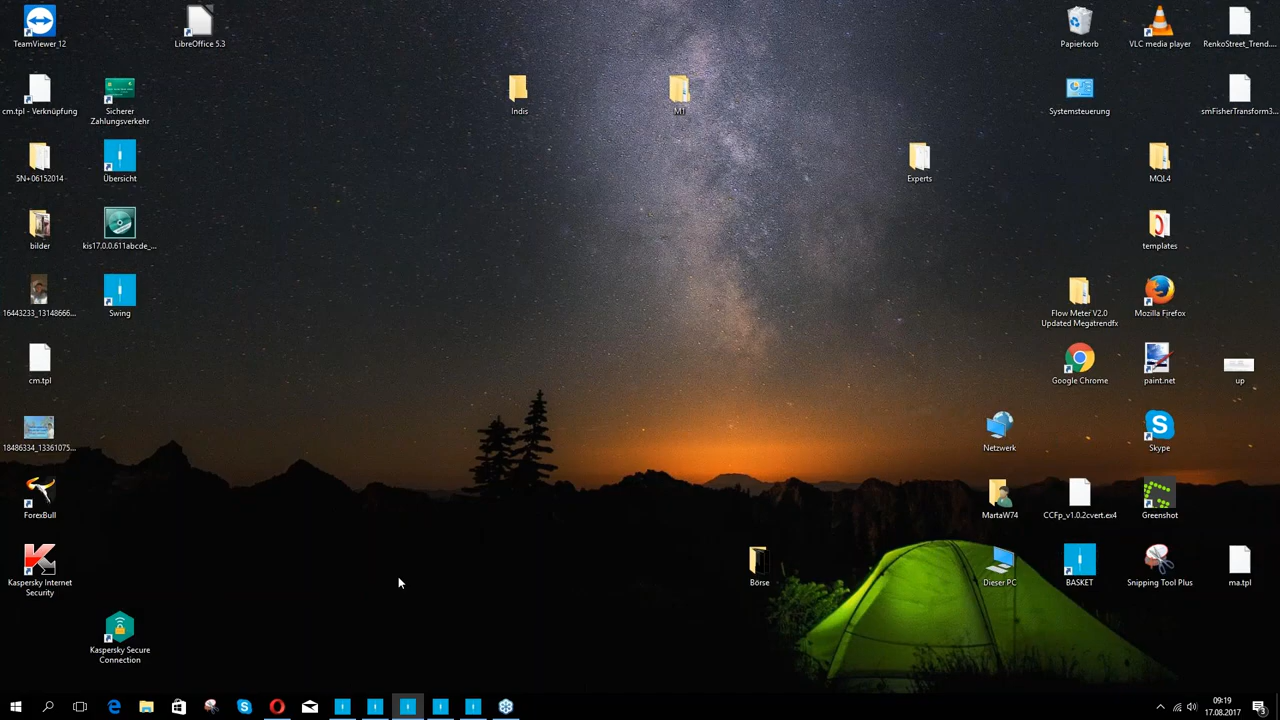 TeamViewer 12
LibreOffice 5.3
Papierkorb
VLC media player
RenkoStreet_Trend...
cm.tpl - Verknüpfung
Sicherer
Zahlungsverkehr
Indis
M1
Systemsteuerung
smFisherTransform3...
5N+06152014
Übersicht
Experts
MQL4
bilder
kis17.0.0.611abcde_...
templates
16443233_13148666...
Swing
Flow Meter V2.0
Updated Megatrendfx
Mozilla Firefox
cm.tpl
Google Chrome
paint.net
up
18486334_13361075...
Netzwerk
Skype
ForexBull
MartaW74
CCFp_v1.0.2cvert.ex4
Greenshot
Kaspersky Internet
Security
Börse
Dieser PC
BASKET
Snipping Tool Plus
ma.tpl
Kaspersky Secure
Connection
09:19
17.08.2017
3